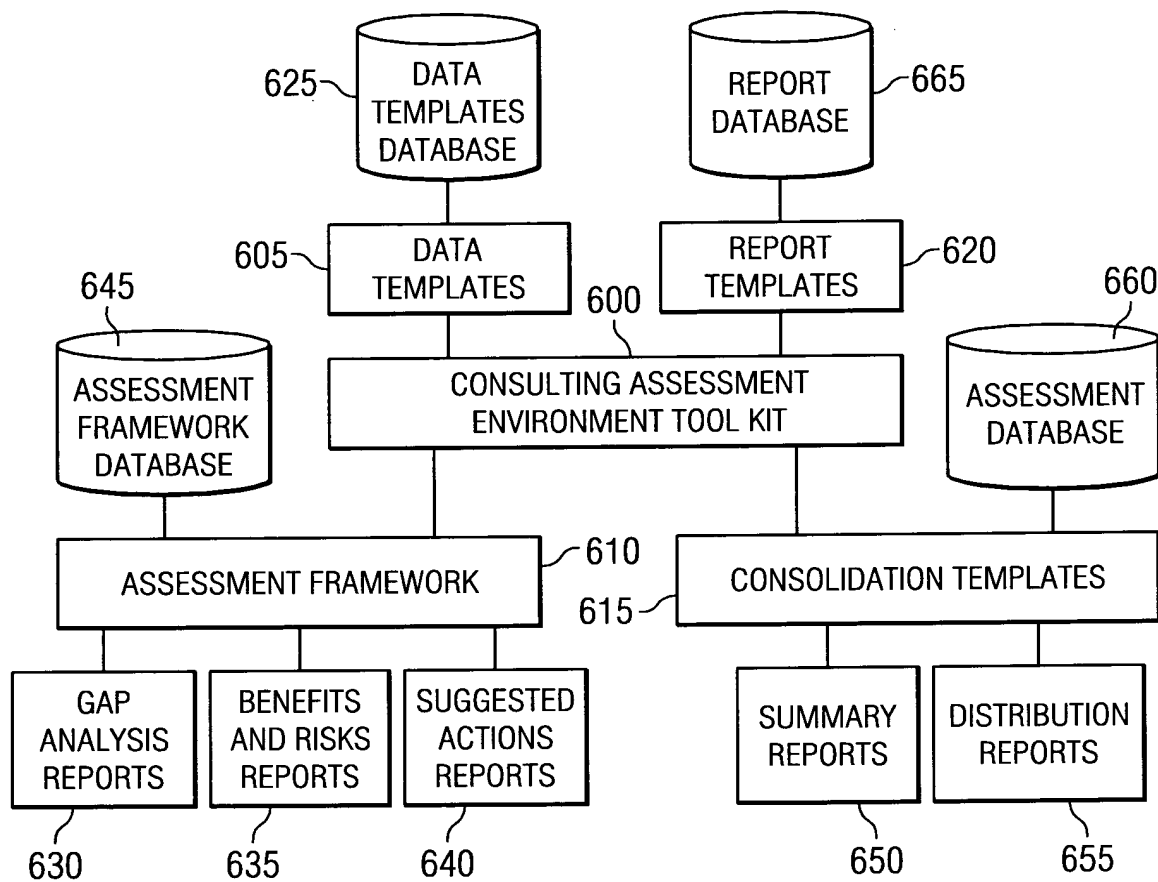 625
DATA
TEMPLATES
DATABASE
REPORT
DATABASE
665
605
DATA
TEMPLATES
REPORT
TEMPLATES
620
645
600
660
ASSESSMENT
FRAMEWORK
DATABASE
CONSULTING ASSESSMENT
ENVIRONMENT TOOL KIT
ASSESSMENT
DATABASE
ASSESSMENT FRAMEWORK
610
615
CONSOLIDATION TEMPLATES
GAP
ANALYSIS
REPORTS
BENEFITS
AND RISKS
REPORTS
SUGGESTED
ACTIONS
REPORTS
SUMMARY
REPORTS
DISTRIBUTION
REPORTS
630
635
640
650
655